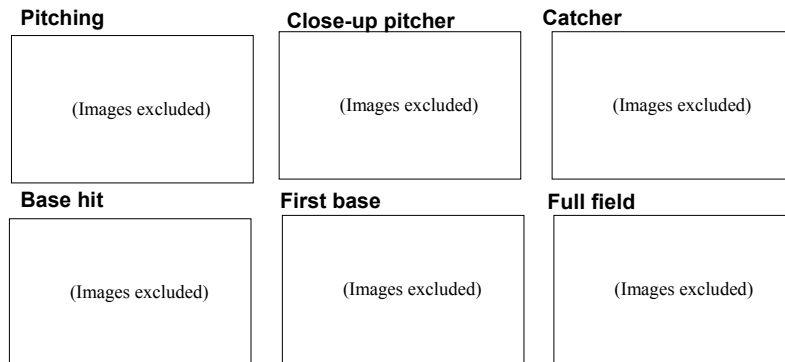 Pitching
Close-up pitcher
Catcher
(Images excluded)
(Images excluded)
(Images excluded)
Base hit
First base
Full field
(Images excluded)
(Images excluded)
(Images excluded)